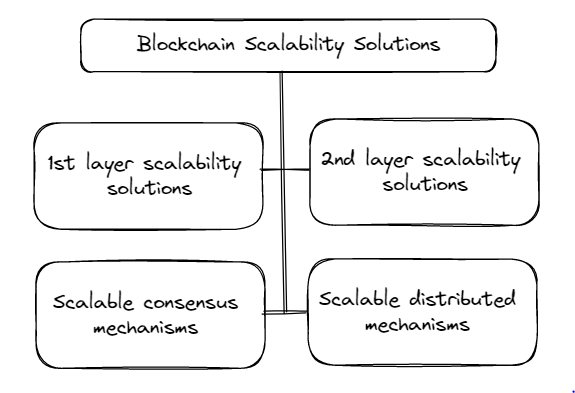 Blockchain Scalability Solutions
1st layer scalability
solutions
2nd layer scalability
solutions
Scalable consensus
mechanisms
Scalable distributed
mechanisms